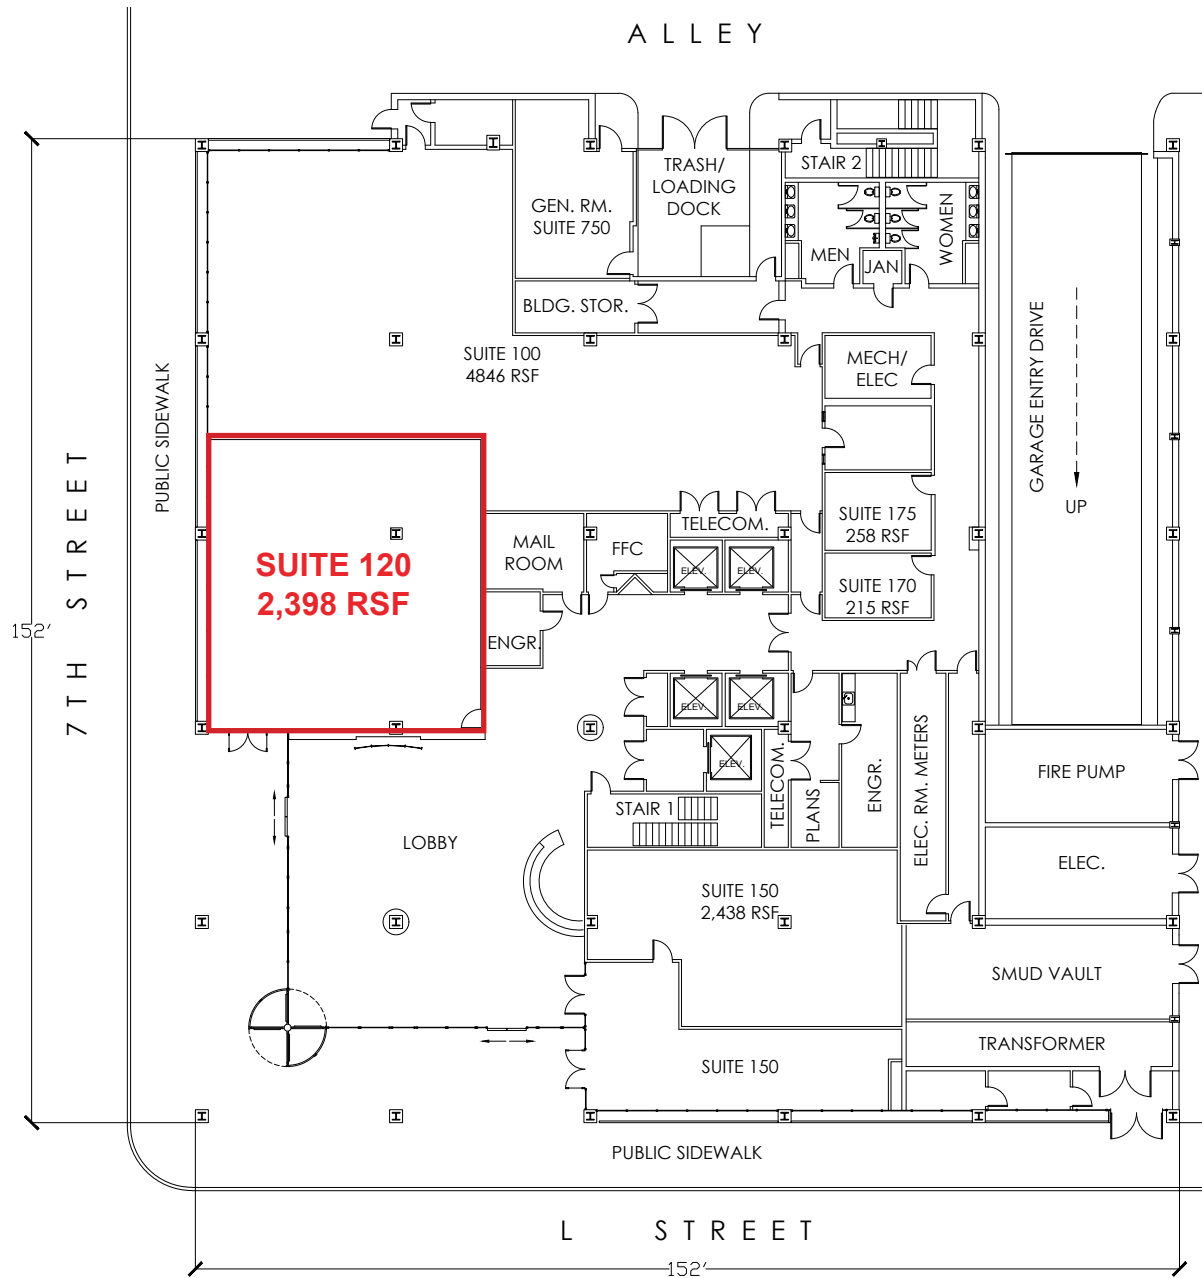 ALLEY
TRASH/
LOADING
DOCK
STAIR 2
GEN. RM.
SUITE 750
WOMEN
MEN
JAN
BLDG. STOR.
SUITE 100
4846 RSF
MECH/
ELEC
GARAGE ENTRY DRIVE
UP
PUBLIC SIDEWALK
7TH STREET
152'
SUITE 120
2,398 RSF
MAIL
ROOM
FFC
TELECOM.
ELEV.
ELEV.
SUITE 175
258 RSF
SUITE 170
215 RSF
ENGR.
ELEV.
ELEV.
ELEV.
TELECOM.
PLANS
ENGR.
ELEC. RM. METERS
FIRE PUMP
STAIR 1
LOBBY
ELEC.
SUITE 150
2,438 RSF
SMUD VAULT
TRANSFORMER
SUITE 150
PUBLIC SIDEWALK
L STREET
152'